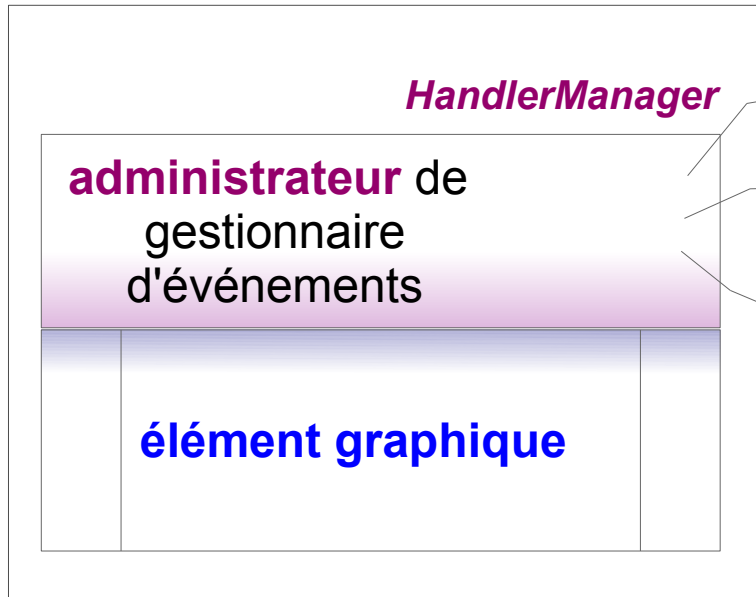 HandlerManager
administrateur de
gestionnaire
d'événements
élément graphique